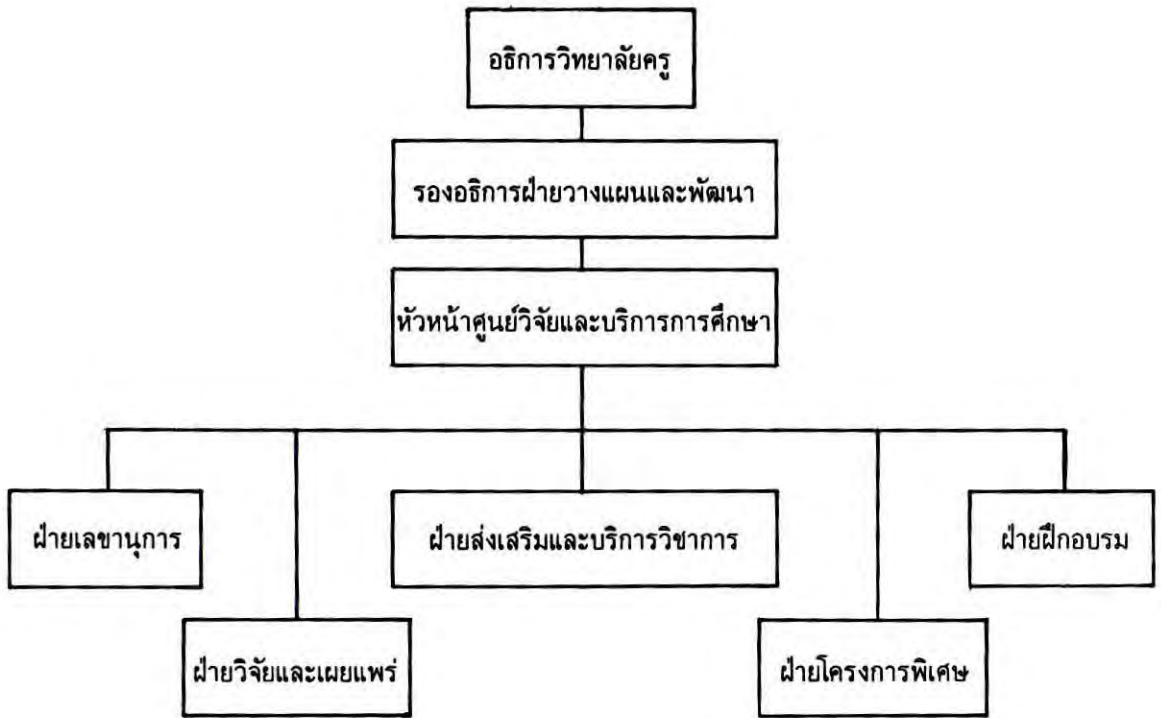 อธิการวิทยาลัยครู
รองอธิการฝ่ายวางแผนและพัฒนา
หัวหน้าศูนย์วิจัยและบริการการศึกษา
ฝ่ายเลขานุการ
ฝ่ายส่งเสริมและบริการวิชาการ
ฝ่ายฝึกอบรม
ฝ่ายวิจัยและเผยแพร่
ฝ่ายโครงการพิเศษ